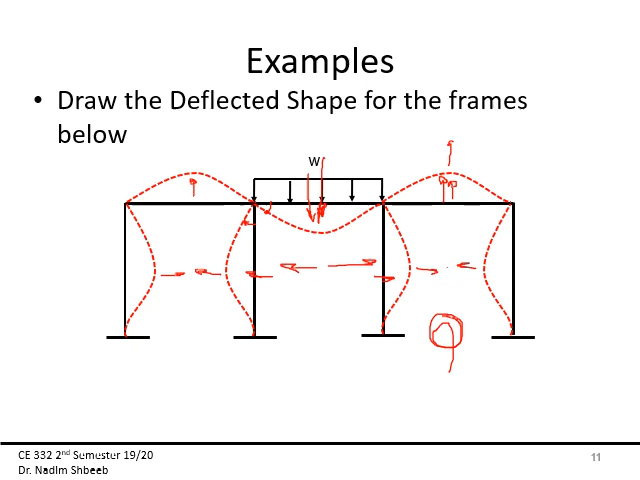 Examples
• Draw the Deflected Shape for the frames
below
w
CE 332 2nd Semester 19/20
Dr. Nadim Shbeeb
11